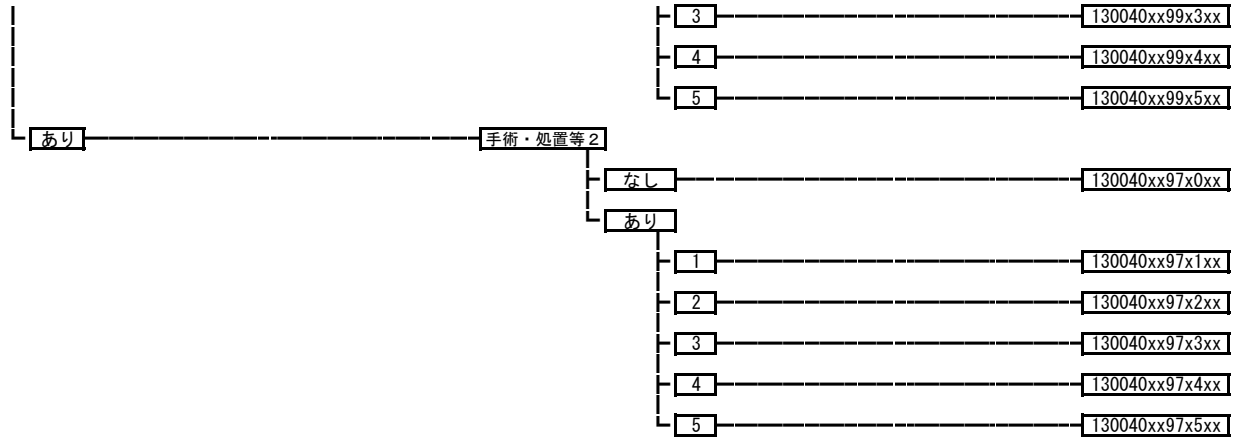 3 130040xx99x3xx
4 130040xx99x4xx
5 130040xx99x5xx
あり 手術・処置等2
なし 130040xx97x0xx
あり
1 130040xx97x1xx
2 130040xx97x2xx
3 130040xx97x3xx
4 130040xx97x4xx
5 130040xx97x5xx